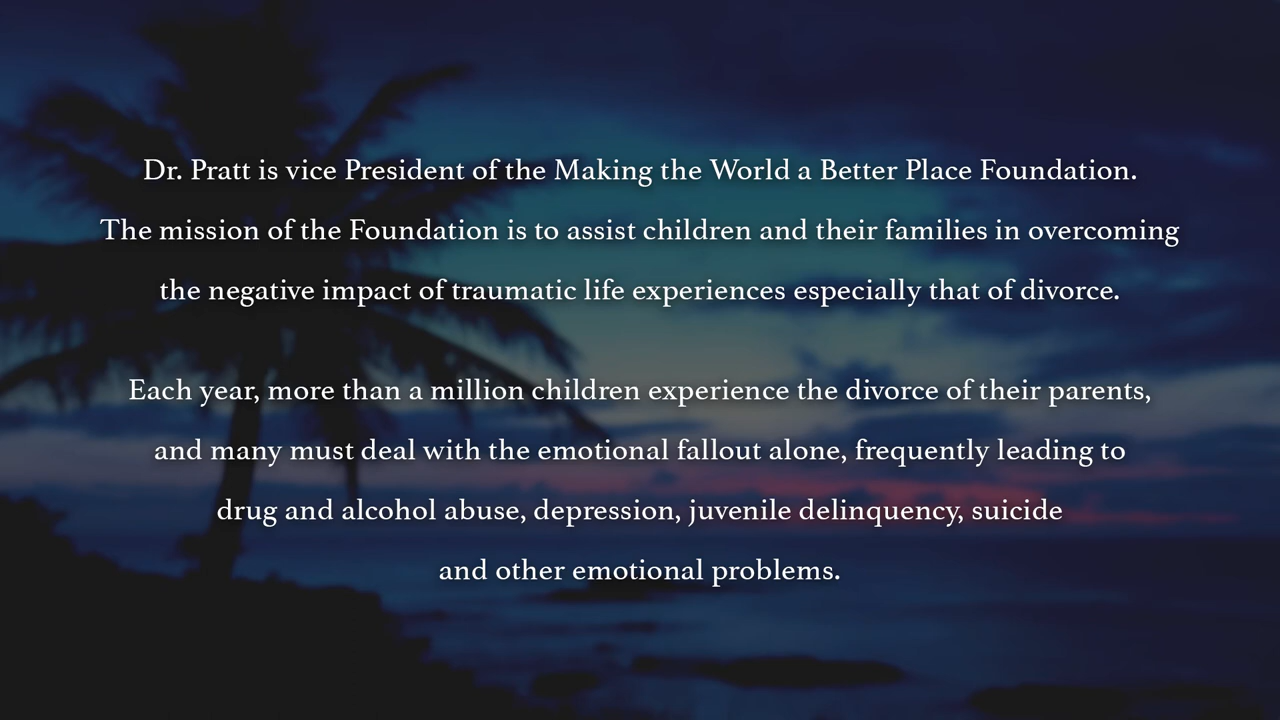 Dr. Pratt is vice President of the Making the World a Better Place Foundation.
The mission of the Foundation is to assist children and their families in overcoming
the negative impact of traumatic life experiences especially that of divorce.
Each year, more than a million children experience the divorce of their parents,
and many must deal with the emotional fallout alone, frequently leading to
drug and alcohol abuse, depression, juvenile delinquency, suicide
and other emotional problems.